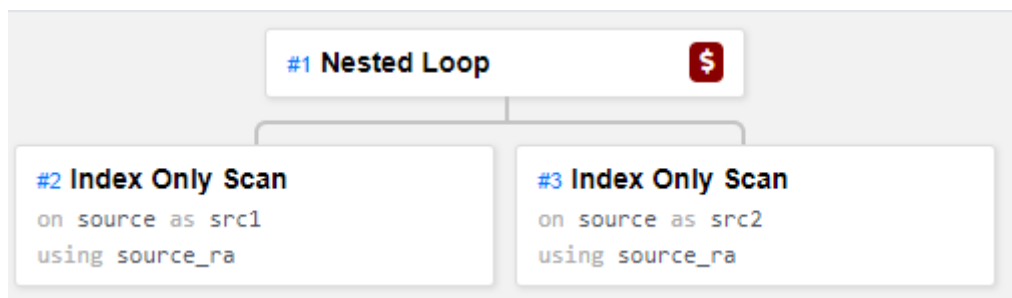 #1 Nested Loop $
#2 Index Only Scan
on source as src1
using source_ra
#3 Index Only Scan
on source as src2
using source_ra